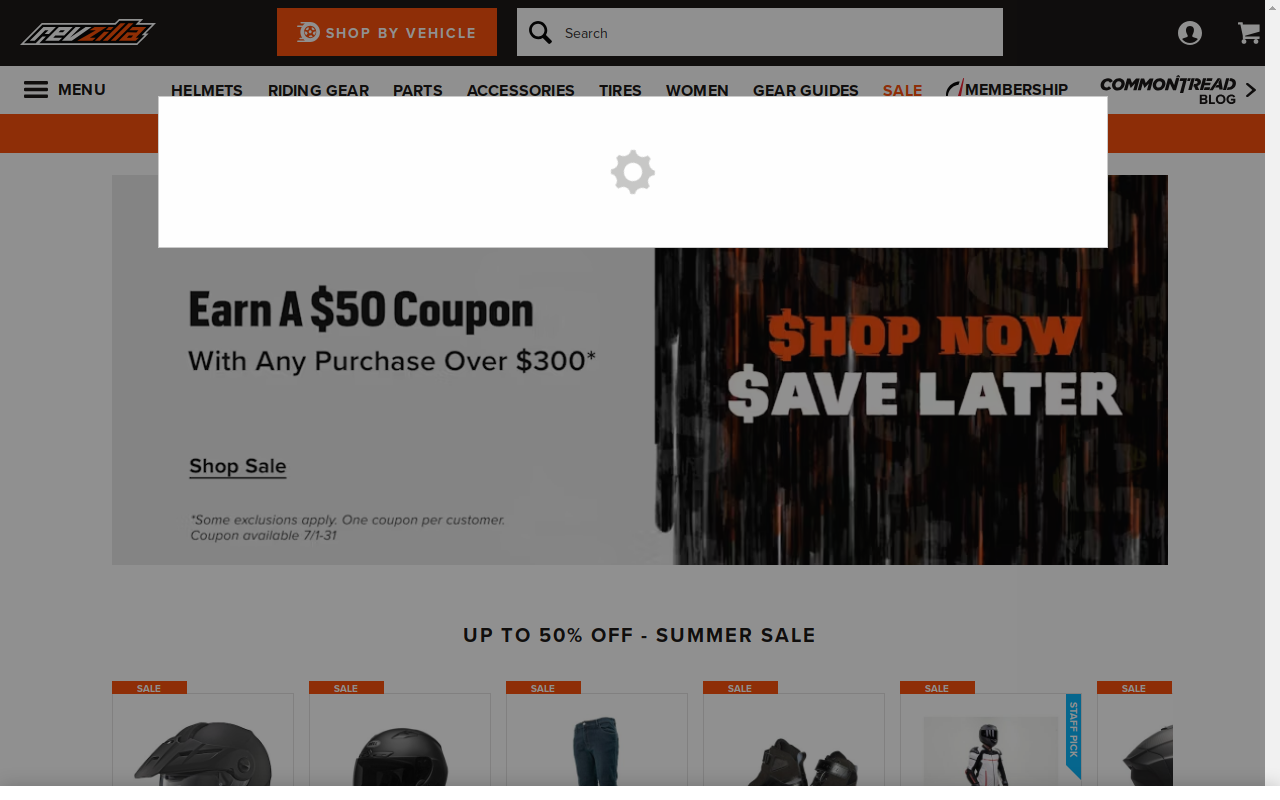 revzilla
SHOP BY VEHICLE
Search
MENU
HELMETS
RIDING GEAR
PARTS
ACCESSORIES
TIRES
WOMEN
GEAR GUIDES
SALE
MEMBERSHIP
COMMON TREAD
BLOG
Earn A $50 Coupon
With Any Purchase Over $300*
Shop Sale
*Some exclusions apply. One coupon per customer.
Coupon available 7/1-31
$HOP NOW
$AVE LATER
UP TO 50% OFF - SUMMER SALE
SALE
SALE
SALE
SALE
SALE
SALE
STAFF PICK